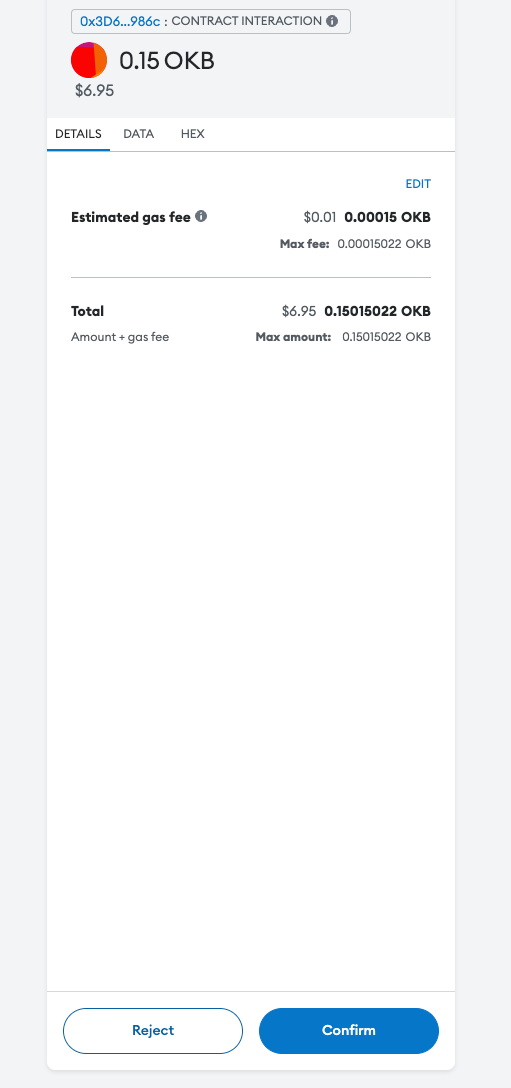 0x3D6...986c : CONTRACT INTERACTION
0.15 OKB
$6.95
DETAILS DATA HEX
EDIT
Estimated gas fee $0.01 0.00015 OKB
Max fee: 0.00015022 OKB
Total $6.95 0.15015022 OKB
Amount + gas fee Max amount: 0.15015022 OKB
Reject Confirm